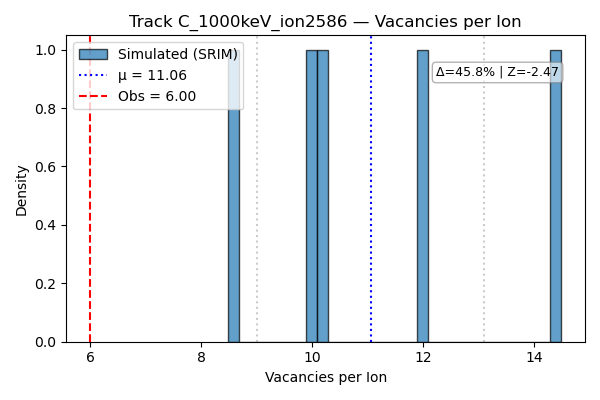 Track C_1000keV_ion2586 — Vacancies per Ion
Simulated (SRIM)
μ = 11.06
Obs = 6.00
Δ=45.8% | Z=-2.47
1.0
0.8
0.6
0.4
0.2
0.0
Density
6
8
10
12
14
Vacancies per Ion